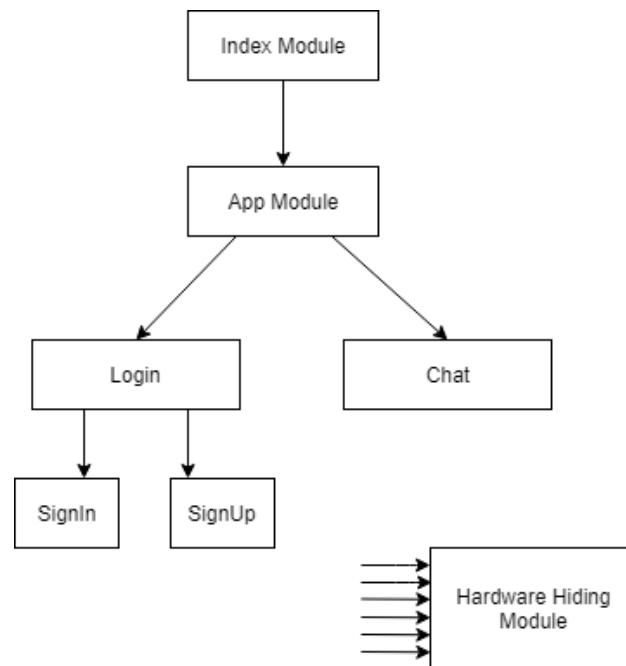 Index Module
App Module
Login
Chat
SignIn
SignUp
Hardware Hiding
Module